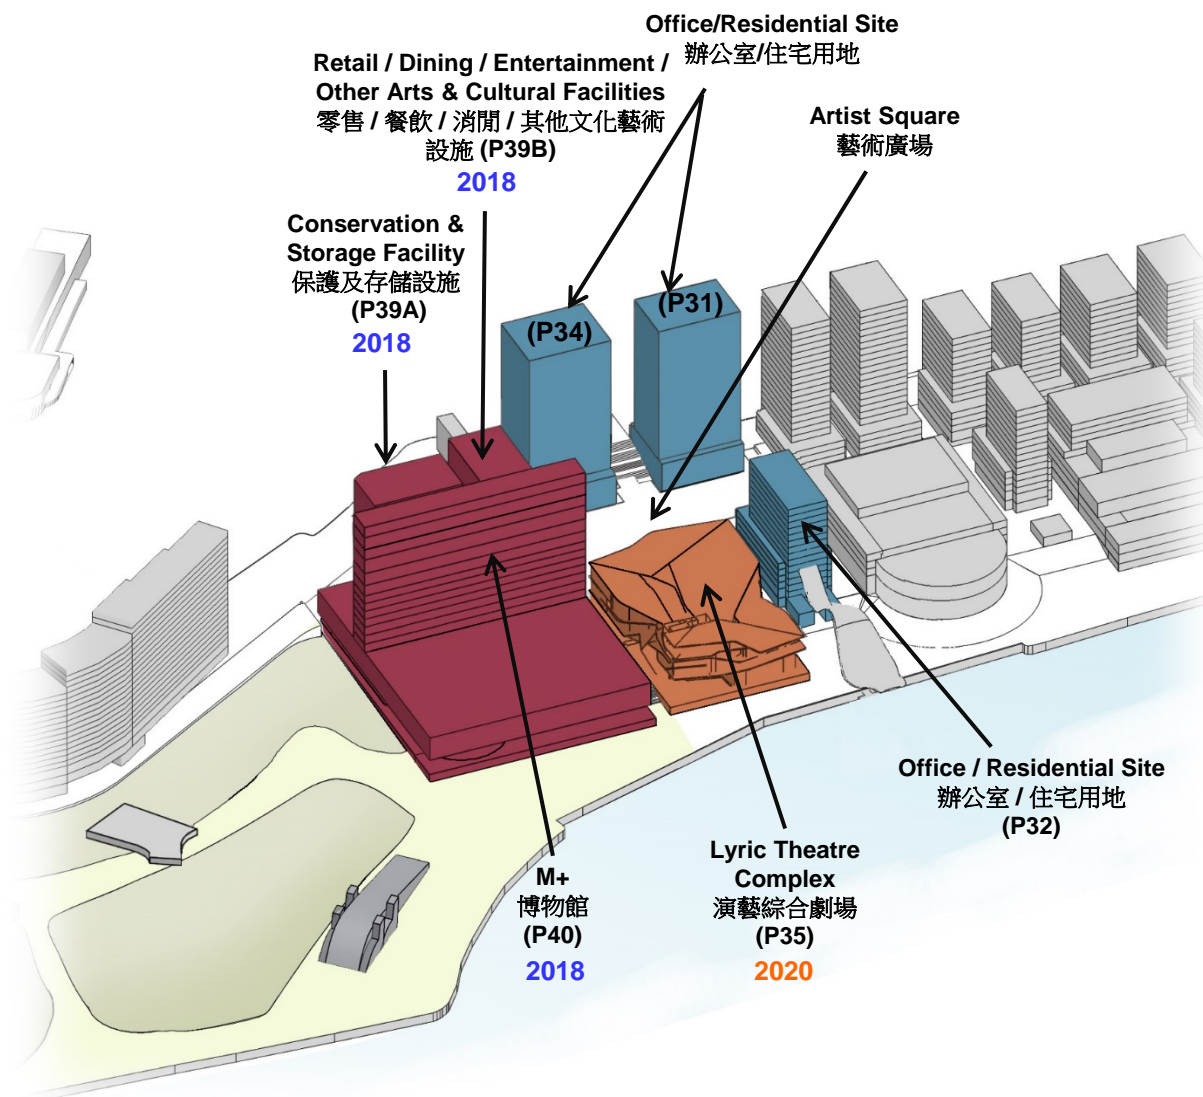 Office/Residential Site
辦公室/住宅用地
Retail / Dining / Entertainment /
Other Arts & Cultural Facilities
零售 / 餐飲 / 消閒 / 其他文化藝術
設施 (P39B)
2018
Artist Square
藝術廣場
Conservation &
Storage Facility
保護及存儲設施
(P39A)
2018
(P34)
(P31)
Office / Residential Site
辦公室 / 住宅用地
(P32)
Lyric Theatre
Complex
演藝綜合劇場
(P35)
2020
M+
博物館
(P40)
2018